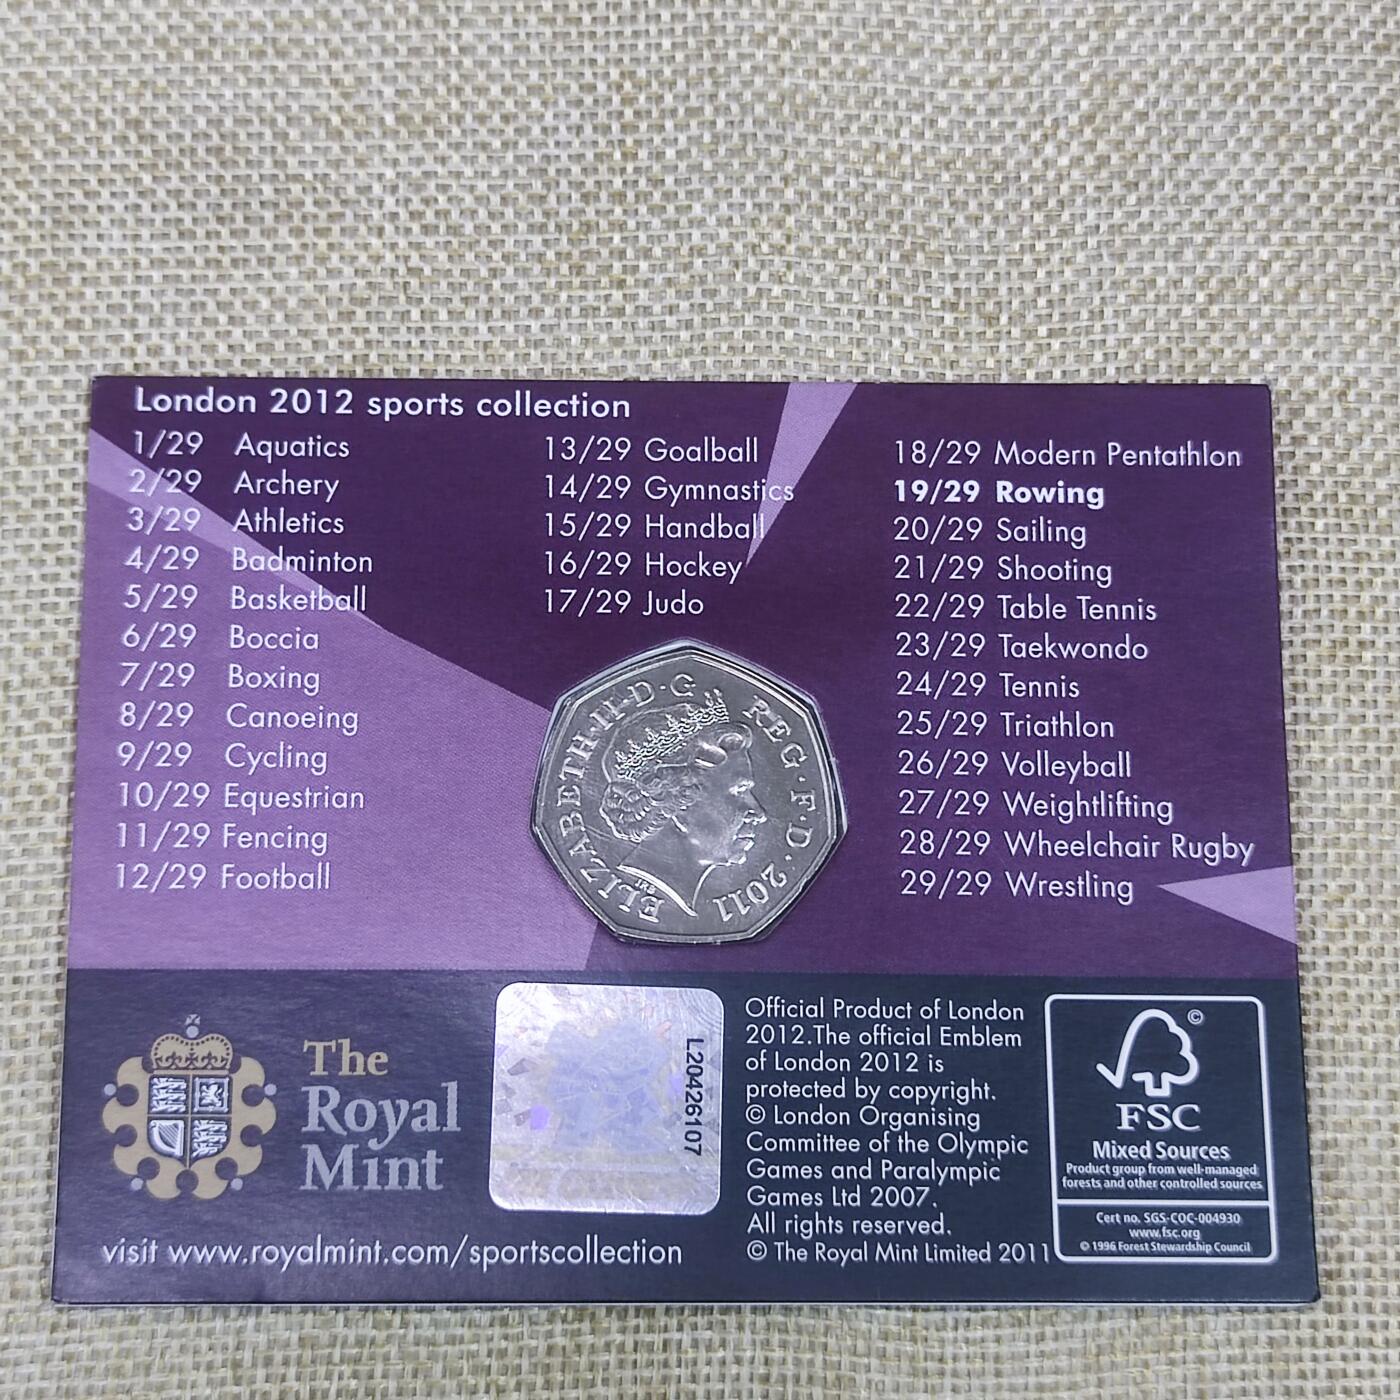 London 2012 sports collection
1/29 Aquatics
2/29 Archery
3/29 Athletics
4/29 Badminton
5/29 Basketball
6/29 Boccia
7/29 Boxing
8/29 Canoeing
9/29 Cycling
10/29 Equestrian
11/29 Fencing
12/29 Football
13/29 Goalball
14/29 Gymnastics
15/29 Handball
16/29 Hockey
17/29 Judo
18/29 Modern Pentathlon
19/29 Rowing
20/29 Sailing
21/29 Shooting
22/29 Table Tennis
23/29 Taekwondo
24/29 Tennis
25/29 Triathlon
26/29 Volleyball
27/29 Weightlifting
28/29 Wheelchair Rugby
29/29 Wrestling
ELIZABETH·II·D·G REG·F·D·2011
IRB
The
Royal
Mint
visit www.royalmint.com/sportscollection
L20426107
Official Product of London
2012.The official Emblem
of London 2012 is
protected by copyright.
© London Organising
Committee of the Olympic
Games and Paralympic
Games Ltd 2007.
All rights reserved.
© The Royal Mint Limited 2011
©
FSC
Mixed Sources
Product group from well-managed
forests and other controlled sources
Cert no. SGS-COC-004930
www.fsc.org
© 1996 Forest Stewardship Council